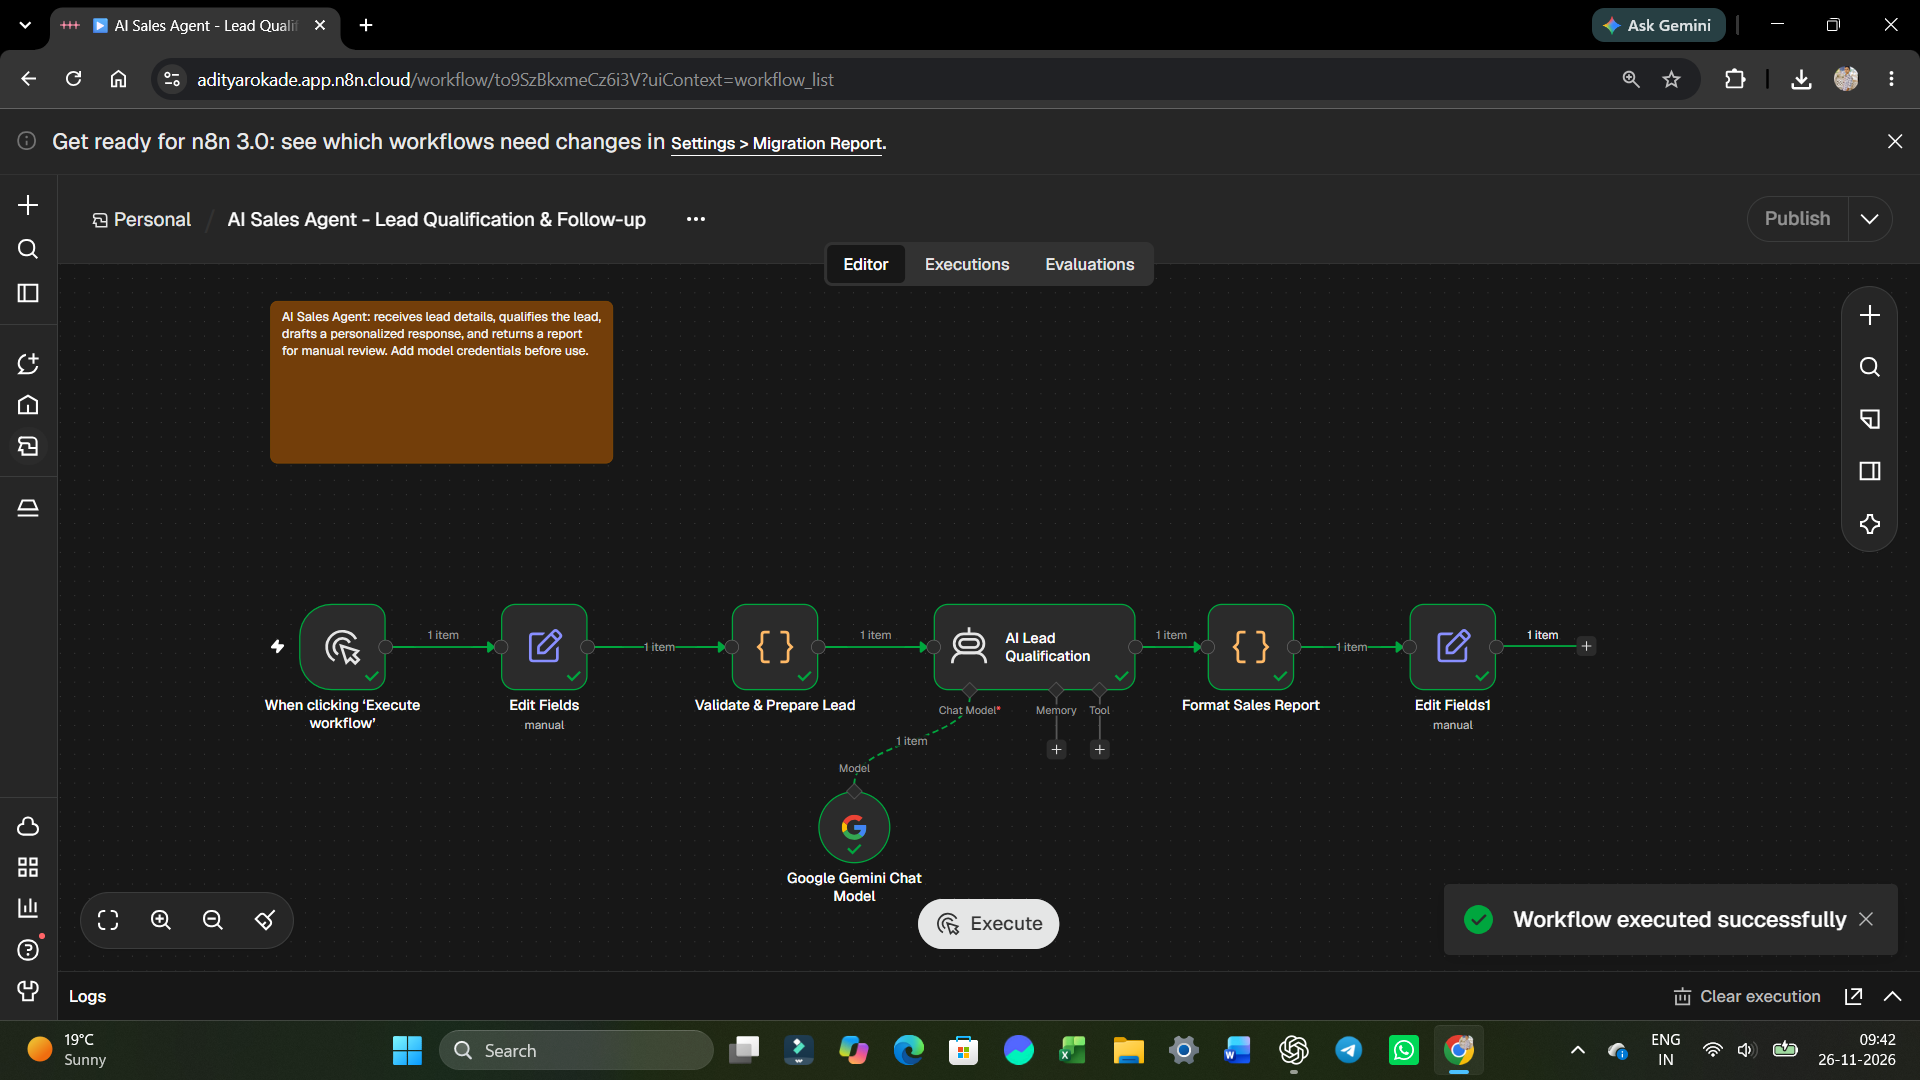 AI Sales Agent - Lead Qualif
Ask Gemini
adityarokade.app.n8n.cloud/workflow/to9SzBkxmeCz6i3V?uiContext=workflow_list
Get ready for n8n 3.0: see which workflows need changes in Settings > Migration Report.
Personal / AI Sales Agent - Lead Qualification & Follow-up
Publish
Editor Executions Evaluations
AI Sales Agent: receives lead details, qualifies the lead,
drafts a personalized response, and returns a report
for manual review. Add model credentials before use.
1 item
1 item
1 item
1 item
1 item
1 item
AI Lead
Qualification
When clicking ‘Execute
workflow’
Edit Fields
manual
Validate & Prepare Lead
Chat Model*
Memory
Tool
Format Sales Report
Edit Fields1
manual
1 item
Model
Google Gemini Chat
Model
Execute
Workflow executed successfully
Logs
Clear execution
19°C
Sunny
Search
ENG
IN
09:42
26-11-2026